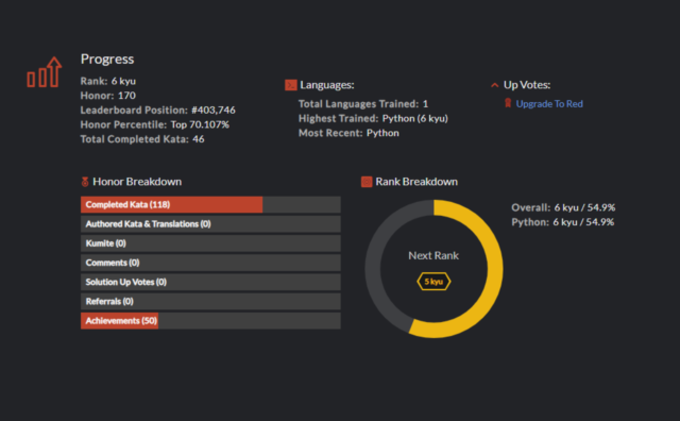 Progress
Rank: 6 kyu
Honor: 170
Leaderboard Position: #403,746
Honor Percentile: Top 70.107%
Total Completed Kata: 46
Languages:
Total Languages Trained: 1
Highest Trained: Python (6 kyu)
Most Recent: Python
Up Votes:
Upgrade To Red
Honor Breakdown
Completed Kata (118)
Authored Kata & Translations (0)
Kumite (0)
Comments (0)
Solution Up Votes (0)
Referrals (0)
Achievements (50)
Rank Breakdown
Next Rank
5 kyu
Overall: 6 kyu / 54.9%
Python: 6 kyu / 54.9%